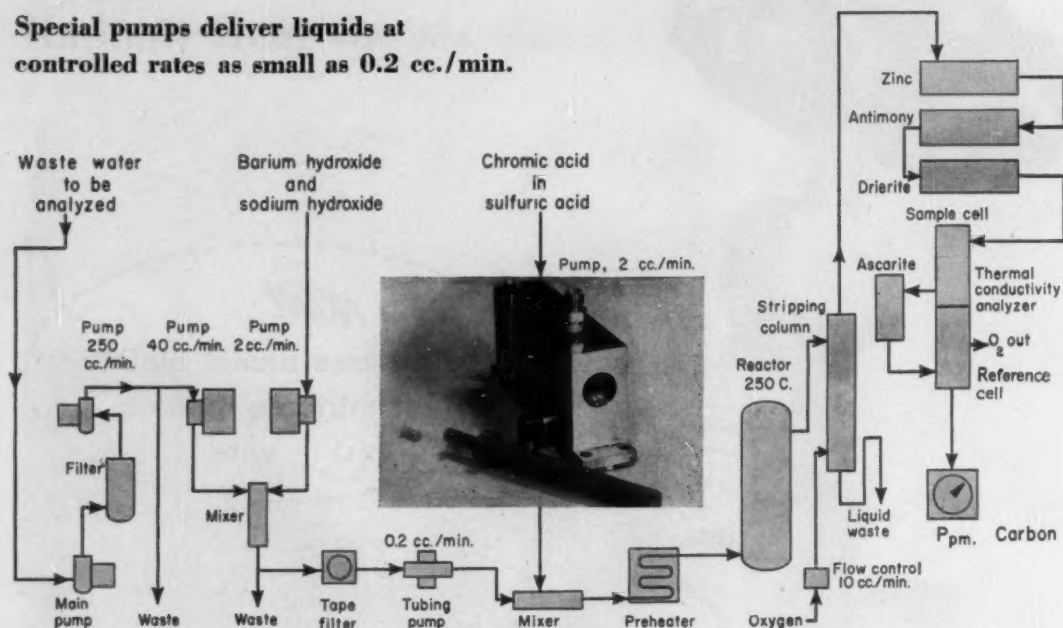 Special pumps deliver liquids at
controlled rates as small as 0.2 cc./min.
Waste water
to be
analyzed
Barium hydroxide
and
sodium hydroxide
Chromic acid
in
sulfuric acid
Pump, 2 cc./min.
Zinc
Antimony
Drierite
Sample cell
Ascarite
Thermal
conductivity
analyzer
O2 out
Reference
cell
Stripping
column
Reactor
250 C.
Pump
250
cc./min.
Pump
40 cc./min.
Pump
2 cc./min.
Filter
Mixer
Main
pump
Waste
Waste
Tape
filter
0.2 cc./min.
Tubing
pump
Mixer
Preheater
Oxygen
Flow control
10 cc./min.
Liquid
waste
Ppm. Carbon